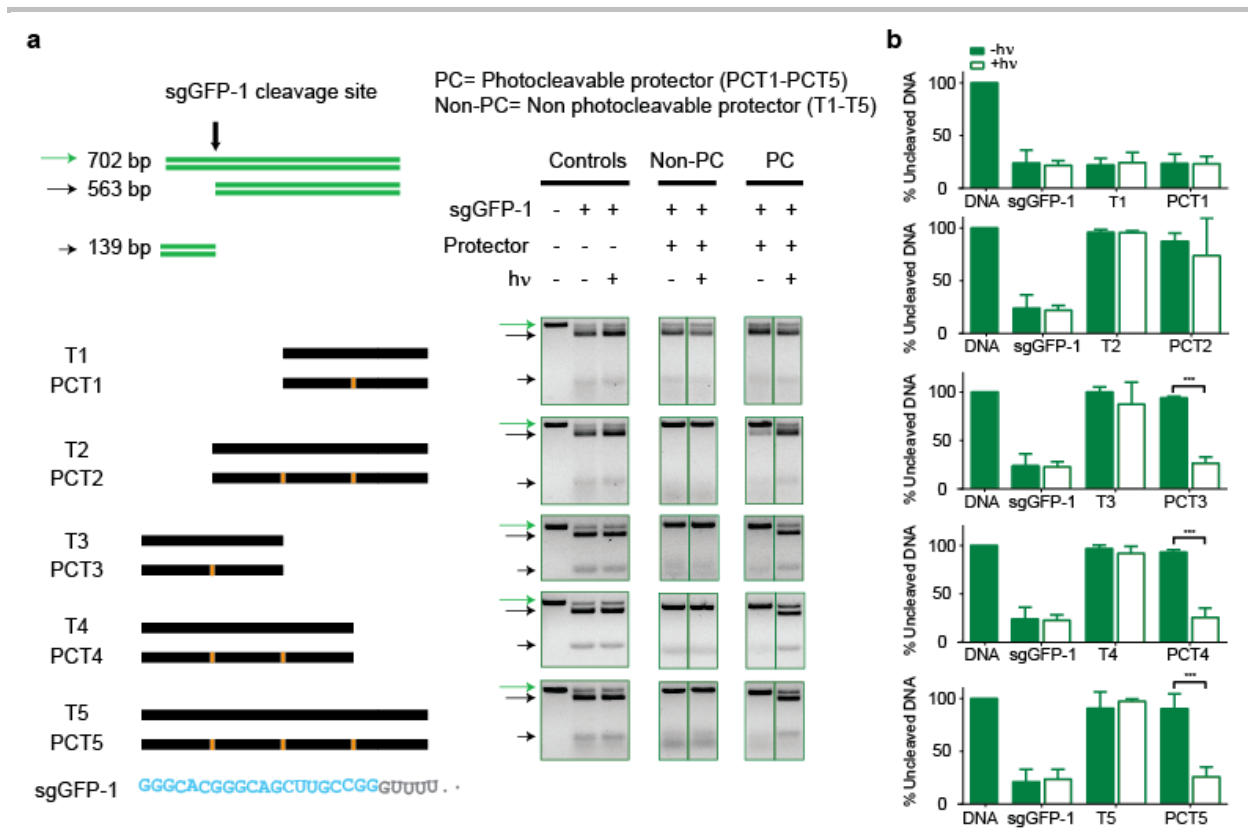 a
sgGFP-1 cleavage site
702 bp
563 bp
139 bp
PC= Photocleavable protector (PCT1-PCT5)
Non-PC= Non photocleavable protector (T1-T5)
Controls Non-PC PC
sgGFP-1 - + + + + + +
Protector - - - + + + +
hν - - + - + - +
T1
PCT1
T2
PCT2
T3
PCT3
T4
PCT4
T5
PCT5
sgGFP-1 GGGCACGGGCAGCUUGCCGGGUUUU..
b
-hν
+hν
% Uncleaved DNA
100
50
0
DNA sgGFP-1 T1 PCT1
% Uncleaved DNA
100
50
0
DNA sgGFP-1 T2 PCT2
% Uncleaved DNA
100
50
0
***
DNA sgGFP-1 T3 PCT3
% Uncleaved DNA
100
50
0
***
DNA sgGFP-1 T4 PCT4
% Uncleaved DNA
100
50
0
***
DNA sgGFP-1 T5 PCT5